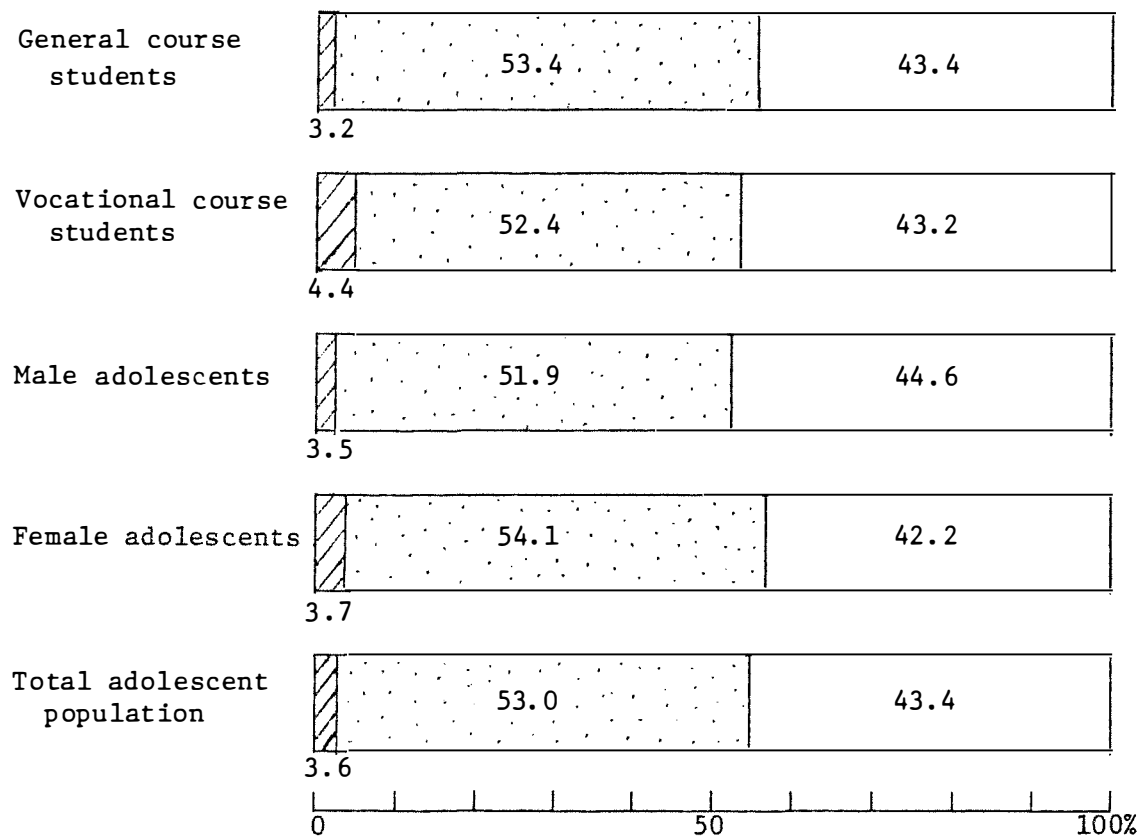 General course
students
53.4
43.4
3.2
Vocational course
students
52.4
43.2
4.4
Male adolescents
51.9
44.6
3.5
Female adolescents
54.1
42.2
3.7
Total adolescent
population
53.0
43.4
3.6
0
50
100%